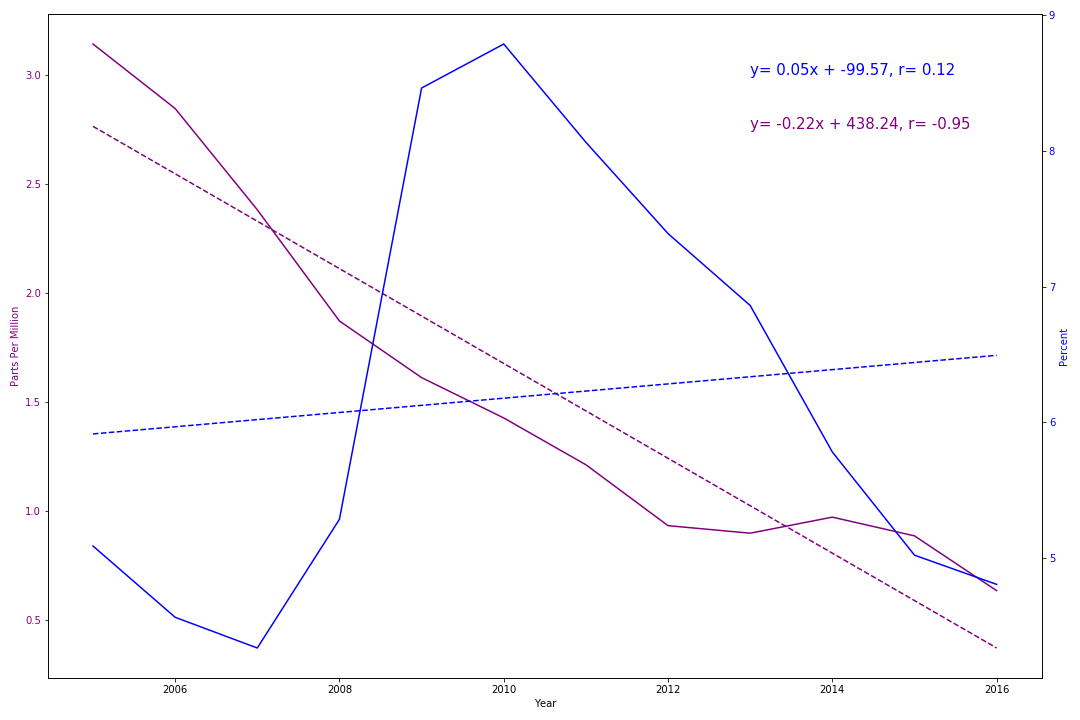 y= 0.05x + -99.57, r= 0.12
y= -0.22x + 438.24, r= -0.95
Parts Per Million
3.0
2.5
2.0
1.5
1.0
0.5
9
8
7
6
5
Percent
2006 2008 2010 2012 2014 2016
Year